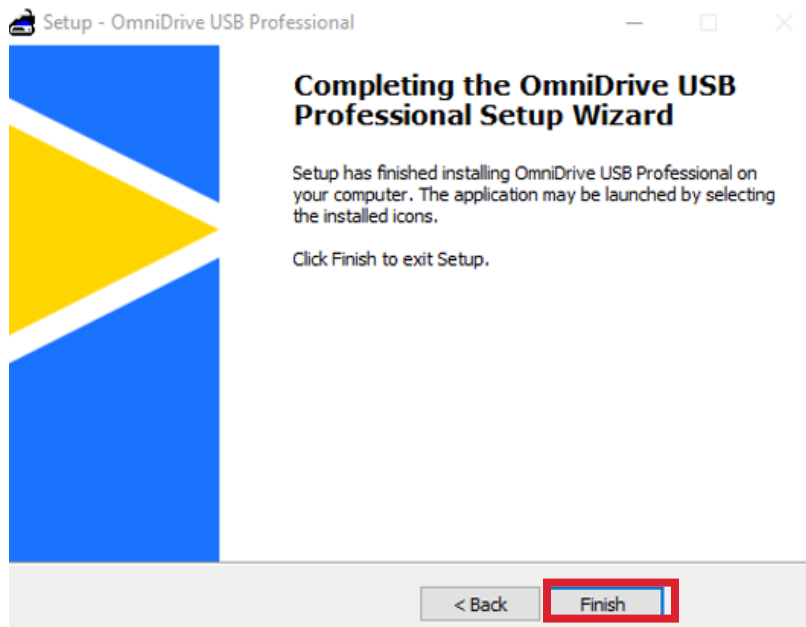 Setup - OmniDrive USB Professional
Completing the OmniDrive USB
Professional Setup Wizard
Setup has finished installing OmniDrive USB Professional on
your computer. The application may be launched by selecting
the installed icons.
Click Finish to exit Setup.
< Back
Finish